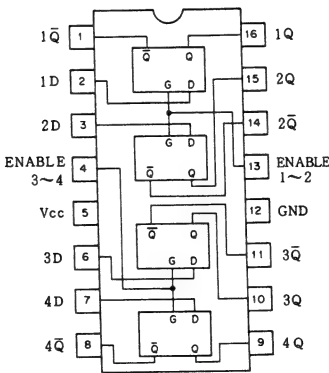 1Q̅ 1 16 1Q
Q̅ Q
1D 2 15 2Q
G D
2D 3 14 2Q̅
G D
ENABLE 3~4 4 13 ENABLE 1~2
Q̅ Q
Vcc 5 12 GND
Q̅ Q
3D 6 11 3Q̅
G D
4D 7 10 3Q
G D
4Q̅ 8 9 4Q
Q̅ Q